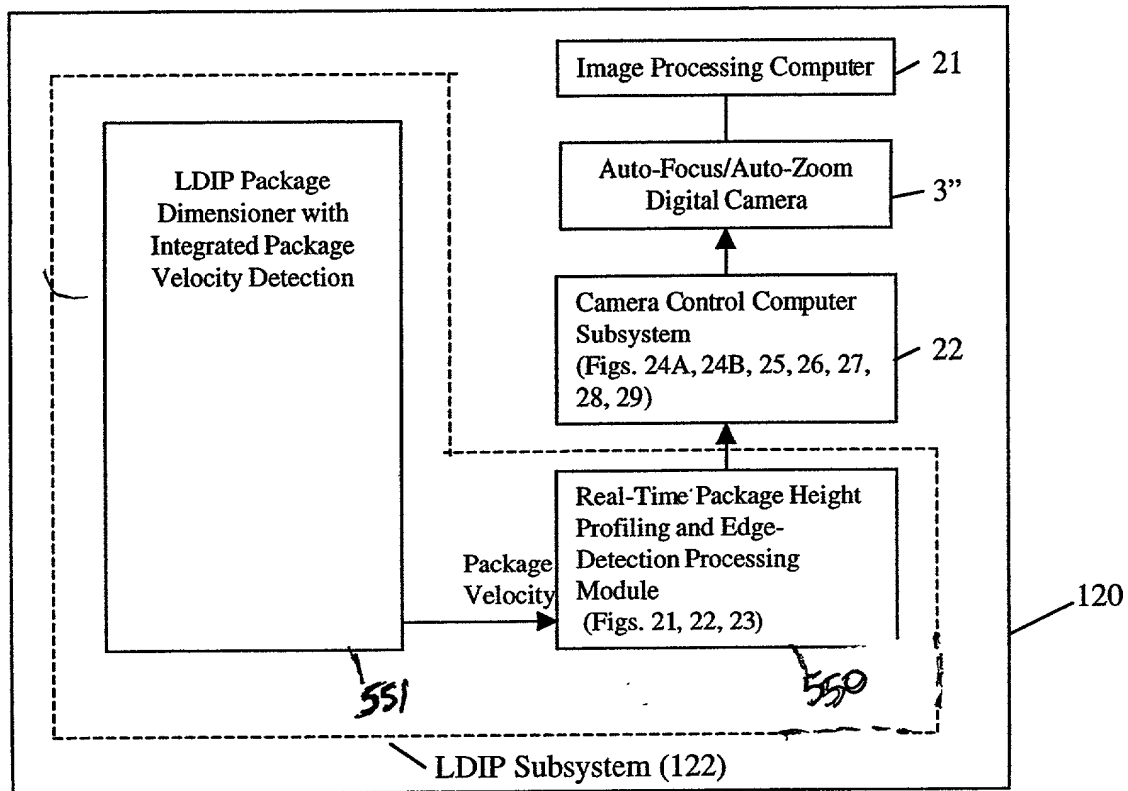 Image Processing Computer
21
LDIP Package
Dimensioner with
Integrated Package
Velocity Detection
Auto-Focus/Auto-Zoom
Digital Camera
3”
Camera Control Computer
Subsystem
(Figs. 24A, 24B, 25, 26, 27,
28, 29)
22
Package
Velocity
Real-Time Package Height
Profiling and Edge-
Detection Processing
Module
(Figs. 21, 22, 23)
120
551
550
LDIP Subsystem (122)